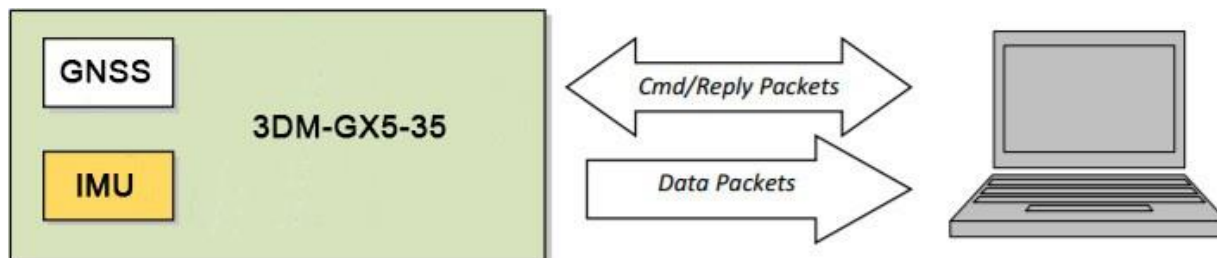 GNSS
3DM-GX5-35
IMU
Cmd/Reply Packets
Data Packets